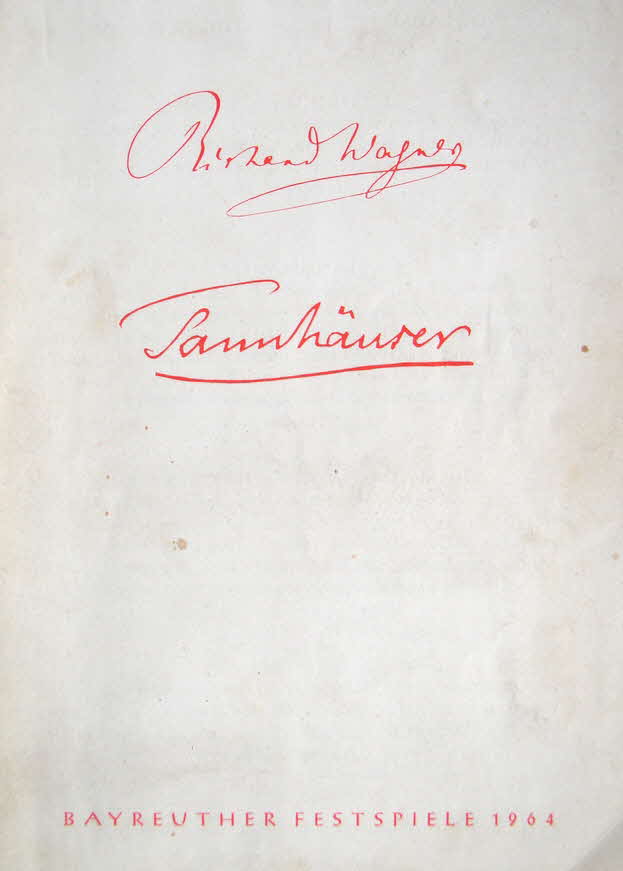 Richard Wagner
Tannhäuser
BAYREUTHER FESTSPIELE 1964